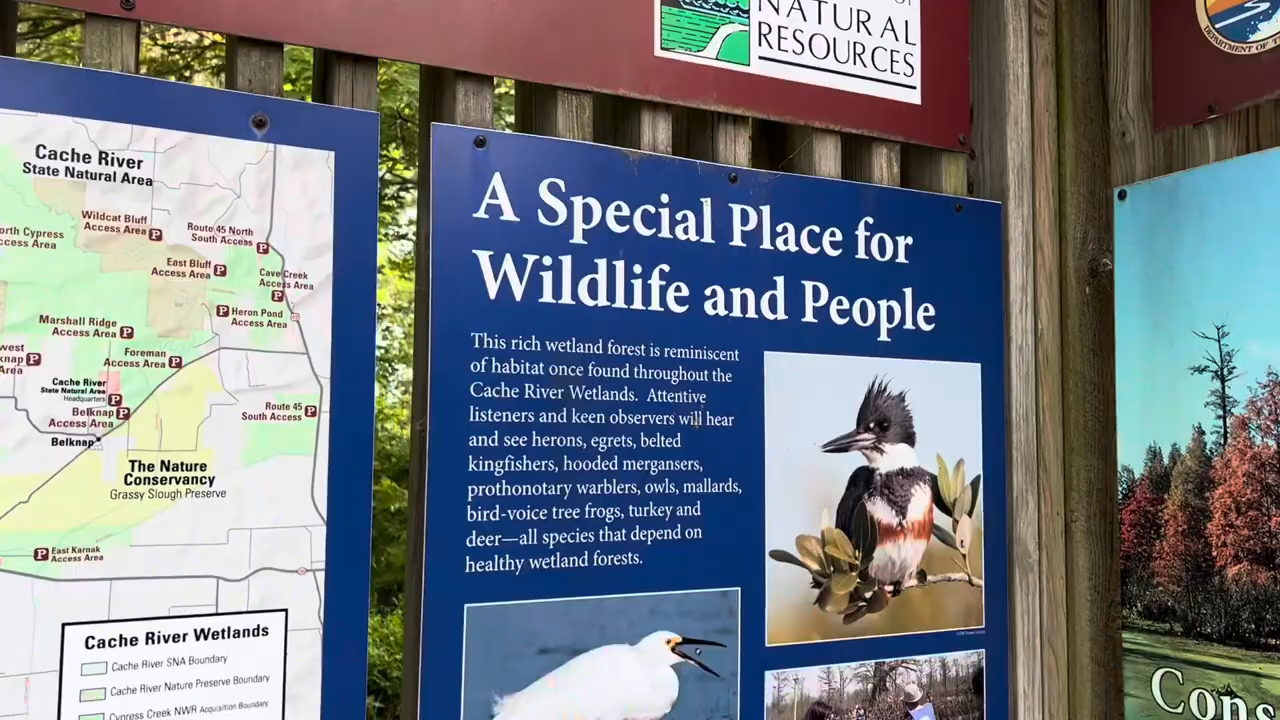 NATURAL
RESOURCES
DEPARTMENT OF
Cache River
State Natural Area
Wildcat Bluff
Access Area
P
Route 45 North
South Access
P
Cypress
Area
East Bluff
Access Area
P
Cave Creek
Access Area
P
P
Heron Pond
Access Area
Marshall Ridge
Access Area
P
Foreman
Access Area
P
P
Area
Cache River
State Natural Area
Headquarters
P
Belknap
Access Area
P
Belknap
Route 45
South Access
P
The Nature
Conservancy
Grassy Slough Preserve
P
East Karnak
Access Area
Cache River Wetlands
Cache River SNA Boundary
Cache River Nature Preserve Boundary
Cypress Creek NWR Acquisition Boundary
A Special Place for
Wildlife and People
This rich wetland forest is reminiscent
of habitat once found throughout the
Cache River Wetlands. Attentive
listeners and keen observers will hear
and see herons, egrets, belted
kingfishers, hooded mergansers,
prothonotary warblers, owls, mallards,
bird-voice tree frogs, turkey and
deer—all species that depend on
healthy wetland forests.